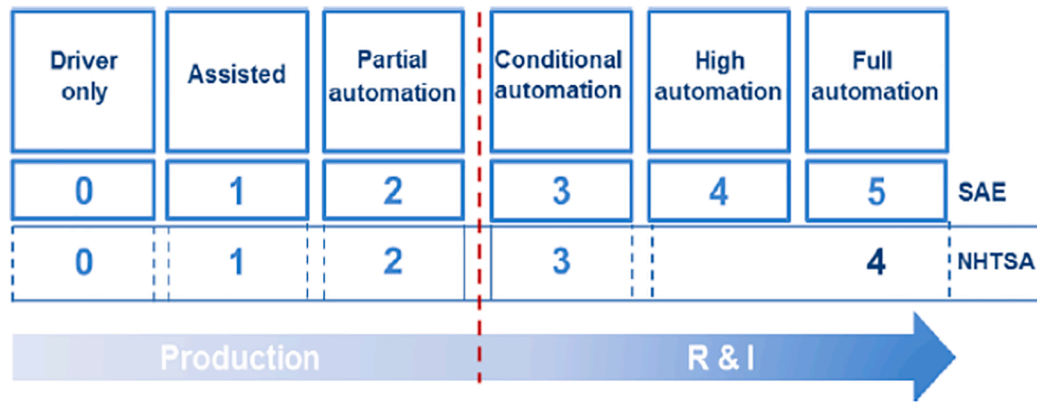 Driver only
Assisted
Partial automation
Conditional automation
High automation
Full automation
0 1 2 3 4 5 SAE
0 1 2 3 4 NHTSA
Production R & I